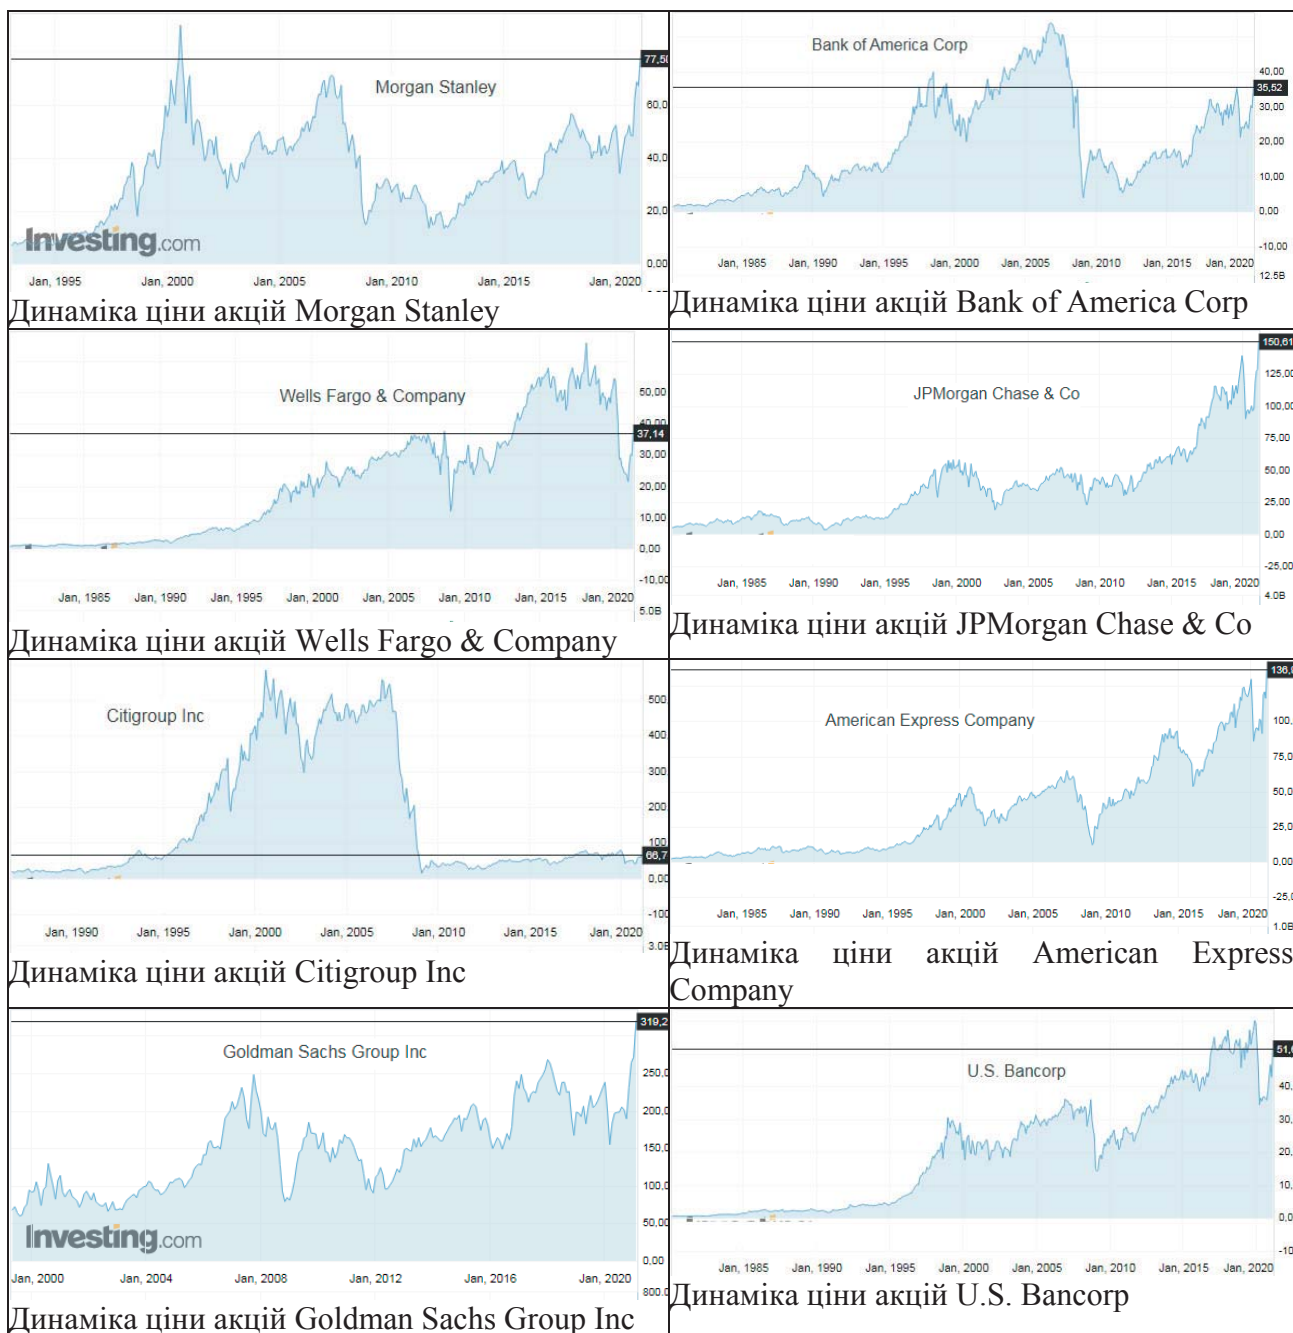 77,50
Morgan Stanley
60,0
40,0
20,0
0,00
Investing.com
Jan, 1995 Jan, 2000 Jan, 2005 Jan, 2010 Jan, 2015 Jan, 2020
Динаміка ціни акцій Morgan Stanley
Bank of America Corp
40,00
35,52
30,00
20,00
10,00
0,00
-10,00
Jan, 1985 Jan, 1990 Jan, 1995 Jan, 2000 Jan, 2005 Jan, 2010 Jan, 2015 Jan, 2020
12.5B
Динаміка ціни акцій Bank of America Corp
Wells Fargo & Company
50,00
40,00
37,14
30,00
20,00
10,00
0,00
-10,00
Jan, 1985 Jan, 1990 Jan, 1995 Jan, 2000 Jan, 2005 Jan, 2010 Jan, 2015 Jan, 2020
5.0B
Динаміка ціни акцій Wells Fargo & Company
150,61
JPMorgan Chase & Co
125,00
100,00
75,00
50,00
25,00
0,00
-25,00
Jan, 1985 Jan, 1990 Jan, 1995 Jan, 2000 Jan, 2005 Jan, 2010 Jan, 2015 Jan, 2020
4.0B
Динаміка ціни акцій JPMorgan Chase & Co
Citigroup Inc
500,
400,
300,
200,
100,
66,7
0,00
-100
Jan, 1990 Jan, 1995 Jan, 2000 Jan, 2005 Jan, 2010 Jan, 2015 Jan, 2020
3.0B
Динаміка ціни акцій Citigroup Inc
136,0
American Express Company
100,
75,0
50,0
25,0
0,00
-25,0
Jan, 1985 Jan, 1990 Jan, 1995 Jan, 2000 Jan, 2005 Jan, 2010 Jan, 2015 Jan, 2020
1.0B
Динаміка ціни акцій American Express
Company
319,2
Goldman Sachs Group Inc
250,0
200,0
150,0
100,0
50,00
0,00
Investing.com
Jan, 2000 Jan, 2004 Jan, 2008 Jan, 2012 Jan, 2016 Jan, 2020
800.0
Динаміка ціни акцій Goldman Sachs Group Inc
51,0
U.S. Bancorp
40,
30,
20,
10,
0,0
-10
Jan, 1985 Jan, 1990 Jan, 1995 Jan, 2000 Jan, 2005 Jan, 2010 Jan, 2015 Jan, 2020
Динаміка ціни акцій U.S. Bancorp